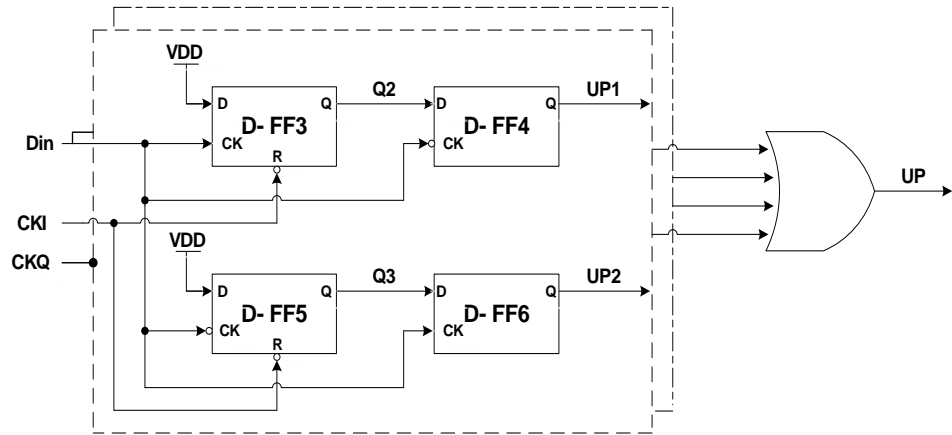 VDD
D
Q
D- FF3
CK
R
Q2
D
Q
D- FF4
CK
UP1
Din
CKI
CKQ
UP
VDD
D
Q
D- FF5
CK
R
Q3
D
Q
D- FF6
CK
UP2